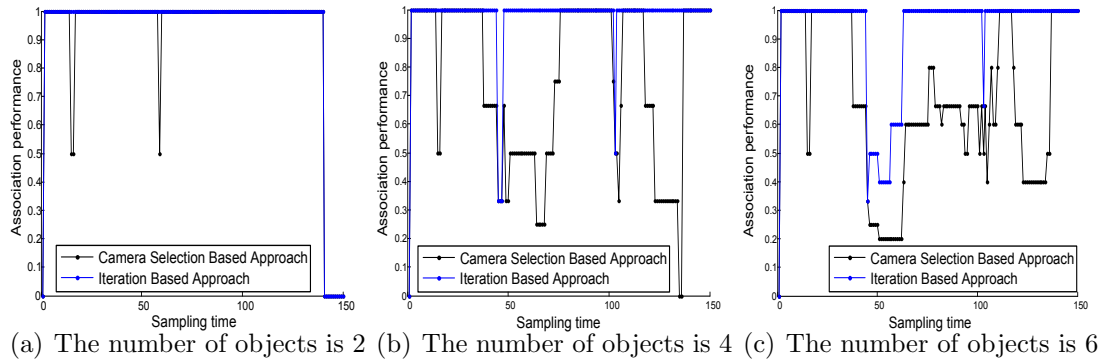 Association performance
1
0.9
0.8
0.7
0.6
0.5
0.4
0.3
0.2
0.1
0
Camera Selection Based Approach
Iteration Based Approach
0 50 100 150
Sampling time
(a) The number of objects is 2
Association performance
1
0.9
0.8
0.7
0.6
0.5
0.4
0.3
0.2
0.1
0
Camera Selection Based Approach
Iteration Based Approach
0 50 100 150
Sampling time
(b) The number of objects is 4
Association performance
1
0.9
0.8
0.7
0.6
0.5
0.4
0.3
0.2
0.1
0
Camera Selection Based Approach
Iteration Based Approach
0 50 100 150
Sampling time
(c) The number of objects is 6